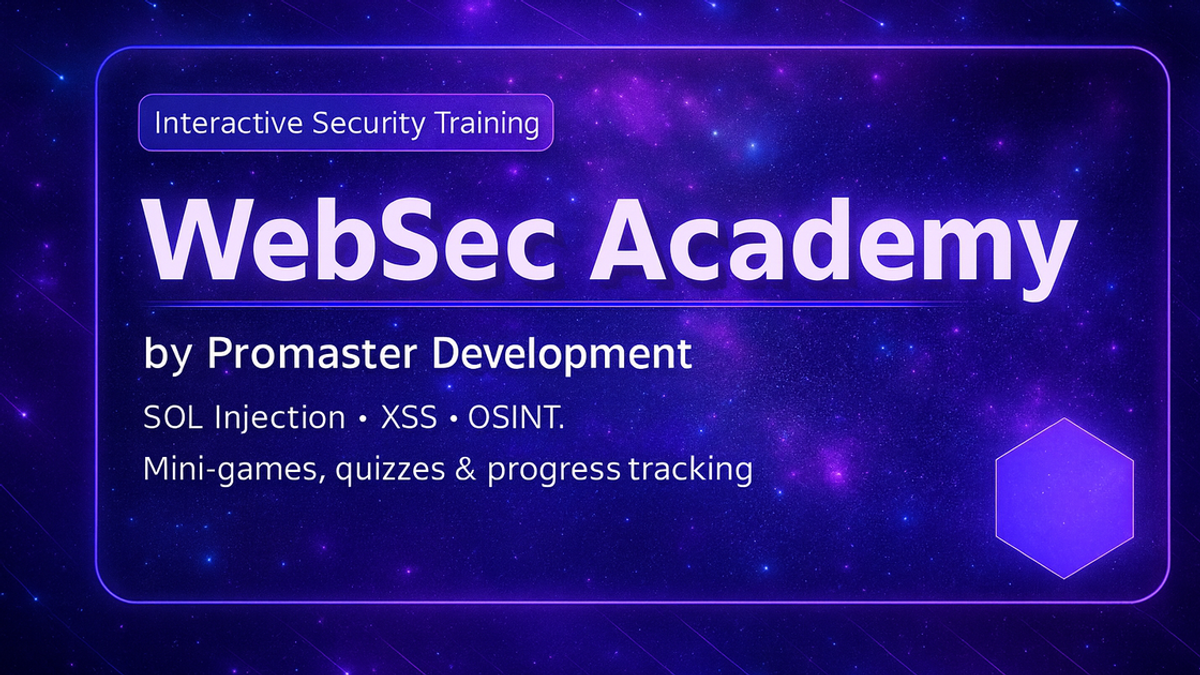 Interactive Security Training
WebSec Academy
by Promaster Development
SOL Injection • XSS • OSINT.
Mini-games, quizzes & progress tracking